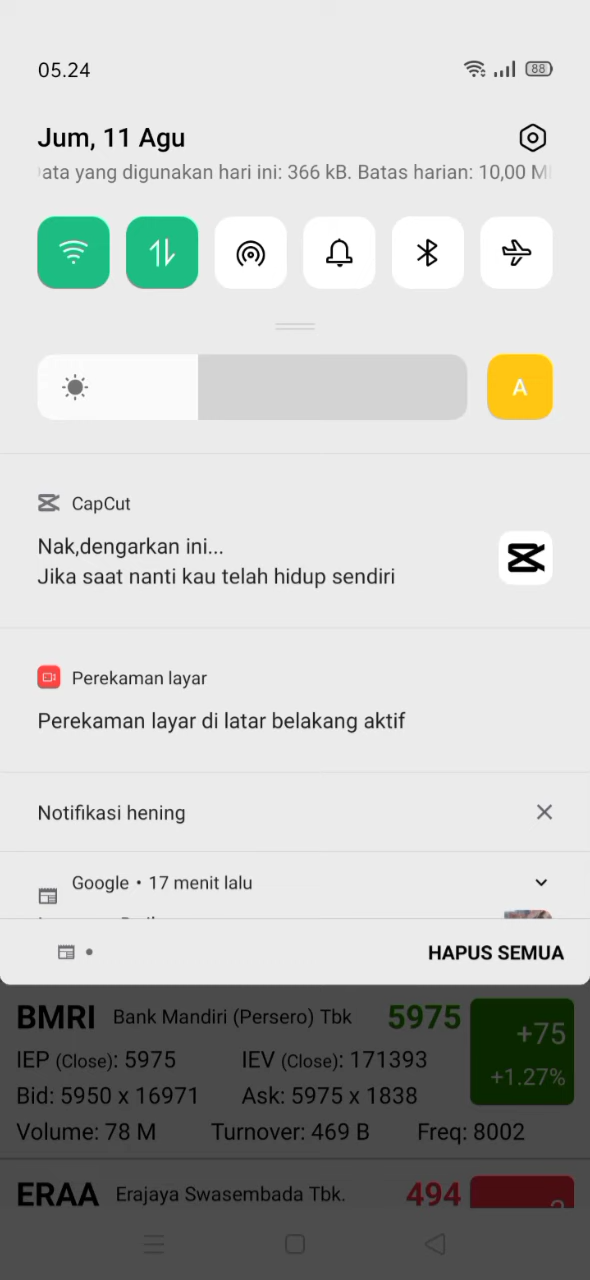 05.24
88
Jum, 11 Agu
ata yang digunakan hari ini: 366 kB. Batas harian: 10,00 M
A
CapCut
Nak,dengarkan ini...
Jika saat nanti kau telah hidup sendiri
Perekaman layar
Perekaman layar di latar belakang aktif
Notifikasi hening
Google • 17 menit lalu
HAPUS SEMUA
BMRI Bank Mandiri (Persero) Tbk 5975 +75
IEP (Close): 5975 IEV (Close): 171393 +1.27%
Bid: 5950 x 16971 Ask: 5975 x 1838
Volume: 78 M Turnover: 469 B Freq: 8002
ERAA Erajaya Swasembada Tbk. 494